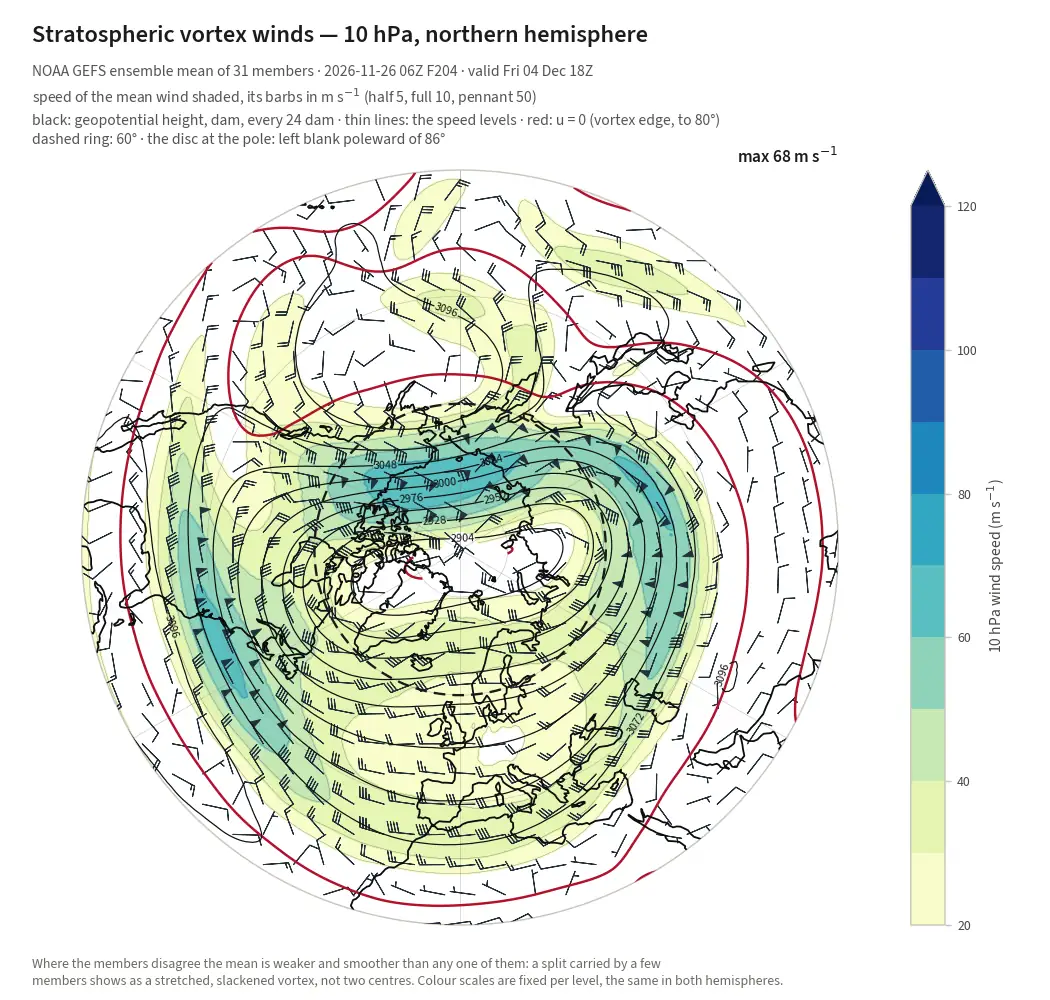 Stratospheric vortex winds — 10 hPa, northern hemisphere
NOAA GEFS ensemble mean of 31 members · 2026-11-26 06Z F204 · valid Fri 04 Dec 18Z
speed of the mean wind shaded, its barbs in m s⁻¹ (half 5, full 10, pennant 50)
black: geopotential height, dam, every 24 dam · thin lines: the speed levels · red: u = 0 (vortex edge, to 80°)
dashed ring: 60° · the disc at the pole: left blank poleward of 86°
max 68 m s⁻¹
120
100
80
60
40
20
10 hPa wind speed (m s⁻¹)
3096
3048
3000
2976
2928
2904
3096
3096
3072
Where the members disagree the mean is weaker and smoother than any one of them: a split carried by a few
members shows as a stretched, slackened vortex, not two centres. Colour scales are fixed per level, the same in both hemispheres.